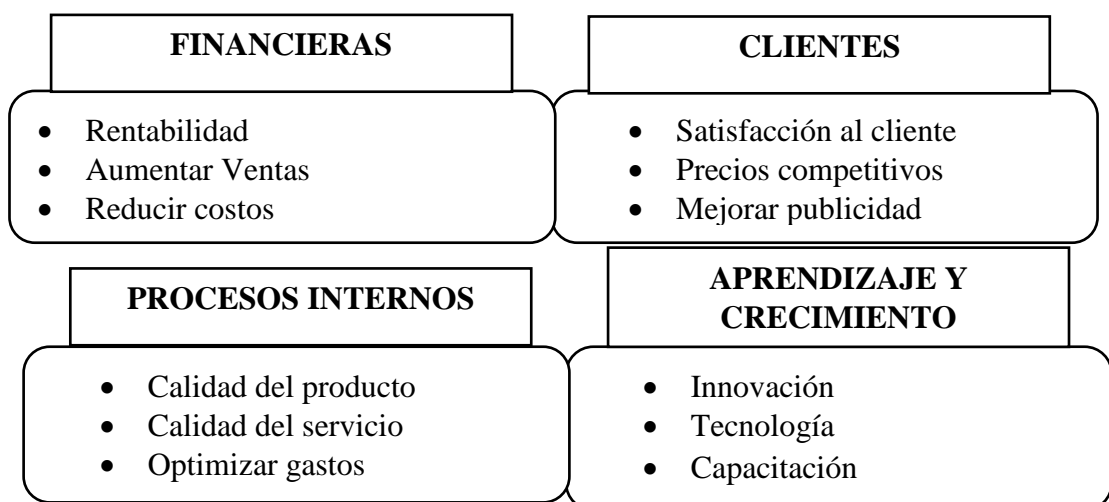 FINANCIERAS
• Rentabilidad
• Aumentar Ventas
• Reducir costos
CLIENTES
• Satisfacción al cliente
• Precios competitivos
• Mejorar publicidad
PROCESOS INTERNOS
• Calidad del producto
• Calidad del servicio
• Optimizar gastos
APRENDIZAJE Y
CRECIMIENTO
• Innovación
• Tecnología
• Capacitación